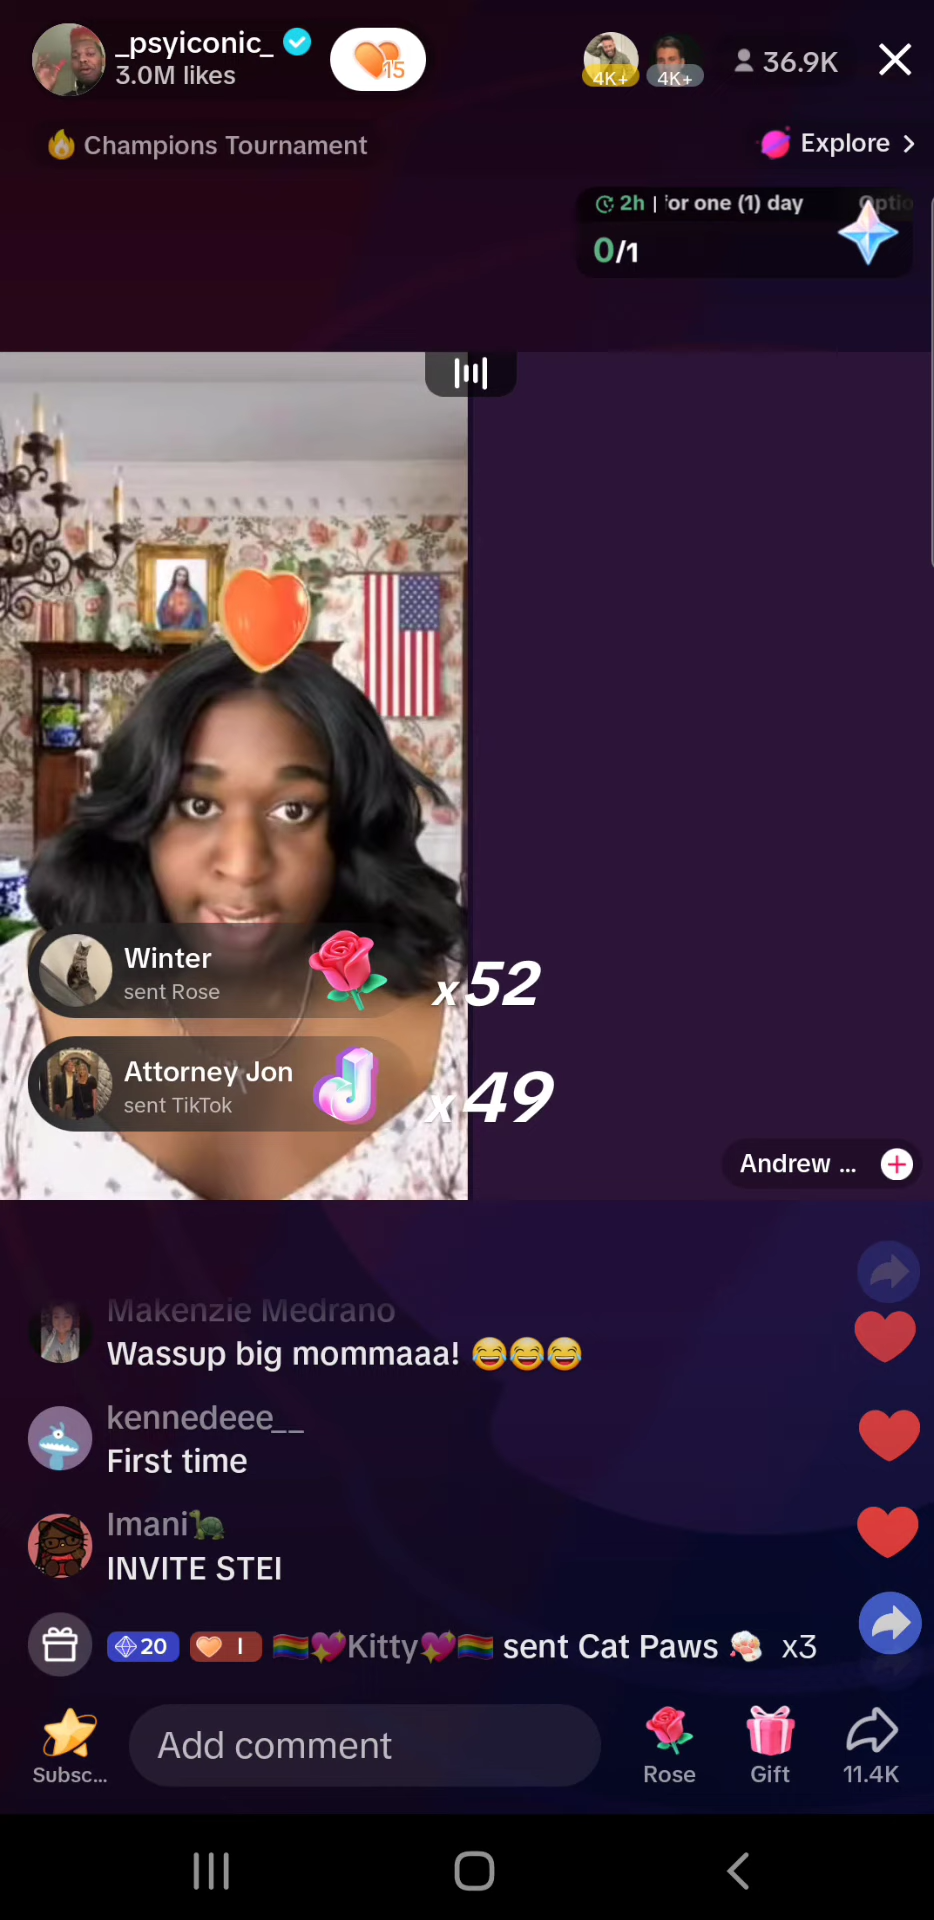 _psyiconic_
3.0M likes
15
4K+
4K+
36.9K
Champions Tournament
Explore >
2h | for one (1) day
Optio
0/1
Winter
sent Rose
x52
Attorney Jon
sent TikTok
x49
Andrew ...
Makenzie Medrano
Wassup big mommaaa! 😂😂😂
kennedeee__
First time
Imani🐢
INVITE STEI
20 I 🏳️‍🌈💖Kitty💖🏳️‍🌈 sent Cat Paws x3
Subsc...
Add comment
Rose
Gift
11.4K